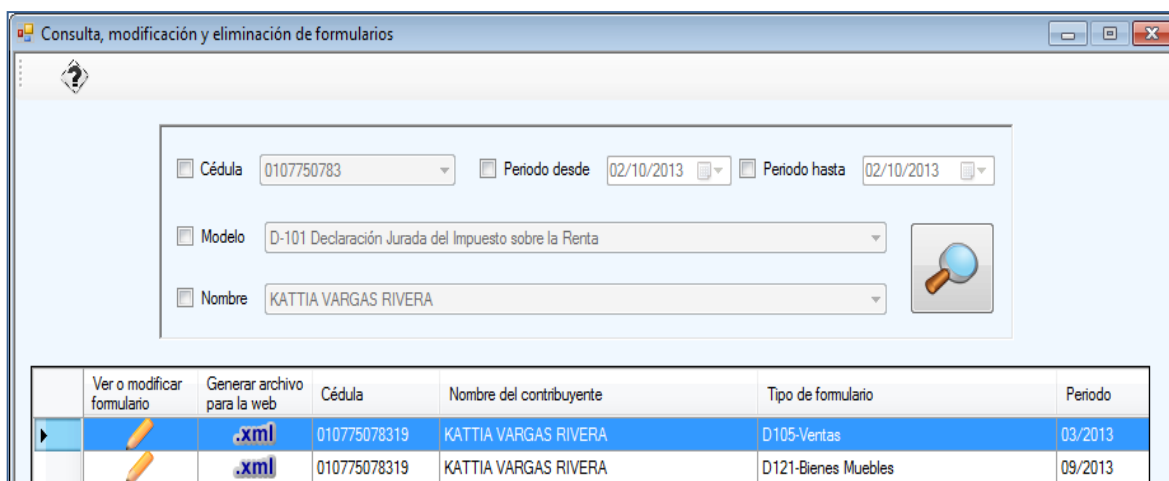 Consulta, modificación y eliminación de formularios
Cédula 0107750783 Periodo desde 02/10/2013 Periodo hasta 02/10/2013
Modelo D-101 Declaración Jurada del Impuesto sobre la Renta
Nombre KATTIA VARGAS RIVERA
Ver o modificar formulario Generar archivo para la web Cédula Nombre del contribuyente Tipo de formulario Periodo
.xml 010775078319 KATTIA VARGAS RIVERA D105-Ventas 03/2013
.xml 010775078319 KATTIA VARGAS RIVERA D121-Bienes Muebles 09/2013